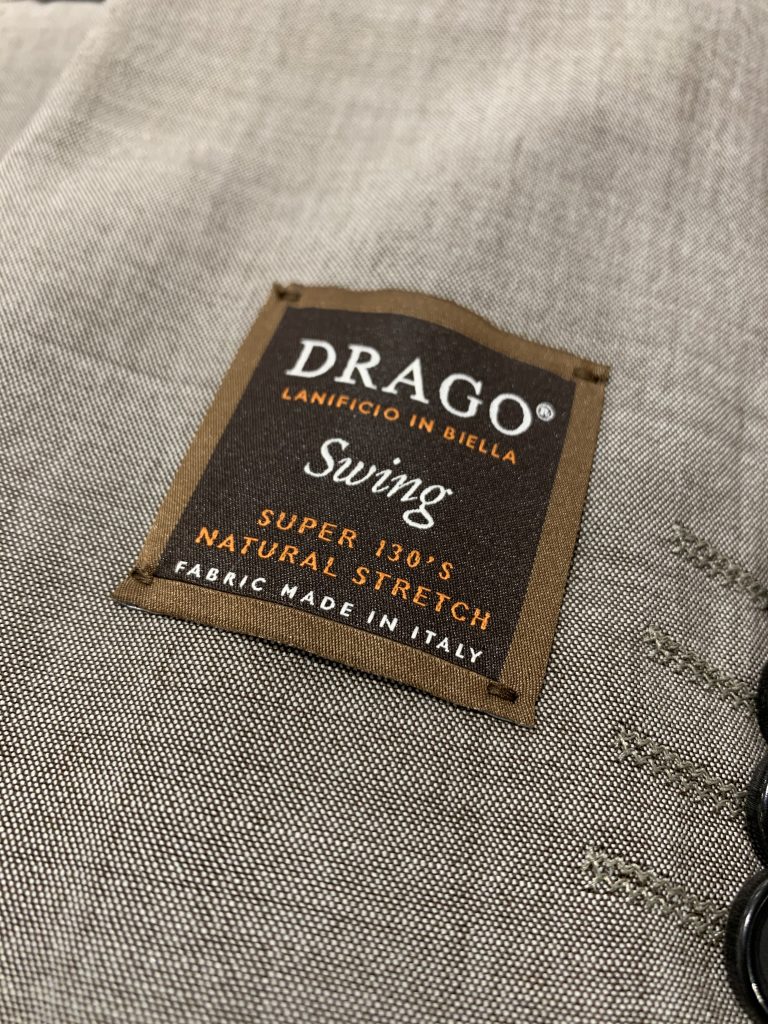 DRAGO®
LANIFICIO IN BIELLA
Swing
SUPER 130'S
NATURAL STRETCH
FABRIC MADE IN ITALY